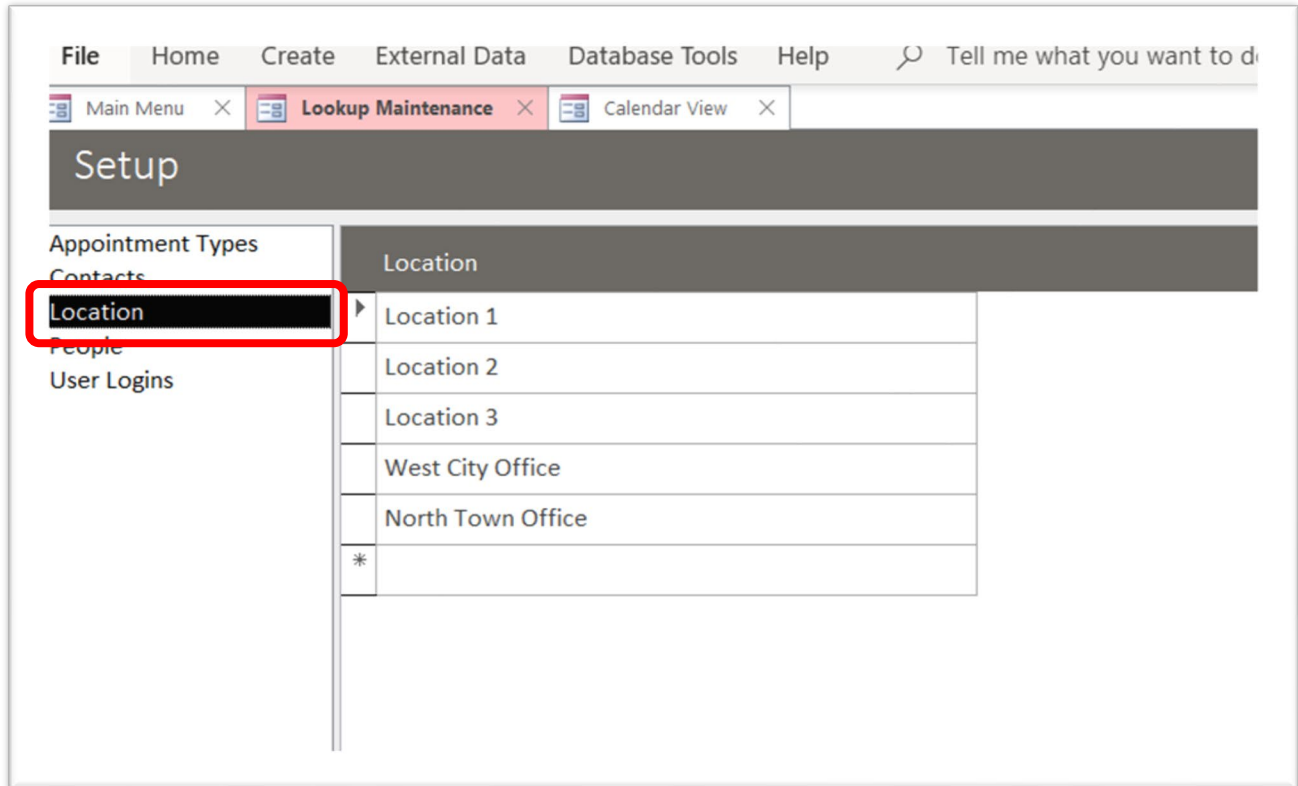 File Home Create External Data Database Tools Help Tell me what you want to d
Main Menu Lookup Maintenance Calendar View
Setup
Appointment Types
Contacts
Location
People
User Logins
Location
Location 1
Location 2
Location 3
West City Office
North Town Office
*